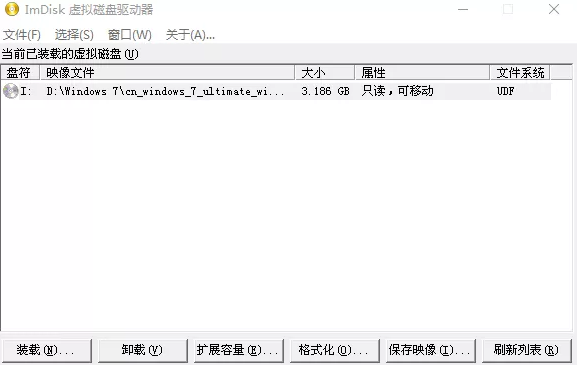 ImDisk 虚拟磁盘驱动器
文件(F) 选择(S) 窗口(W) 关于(A)...
当前已装载的虚拟磁盘(U)
盘符 映像文件 大小 属性 文件系统
I: D:\Windows 7\cn_windows_7_ultimate_wi... 3.186 GB 只读,可移动 UDF
装载(N)... 卸载(V) 扩展容量(E)... 格式化(O)... 保存映像(I)... 刷新列表(R)